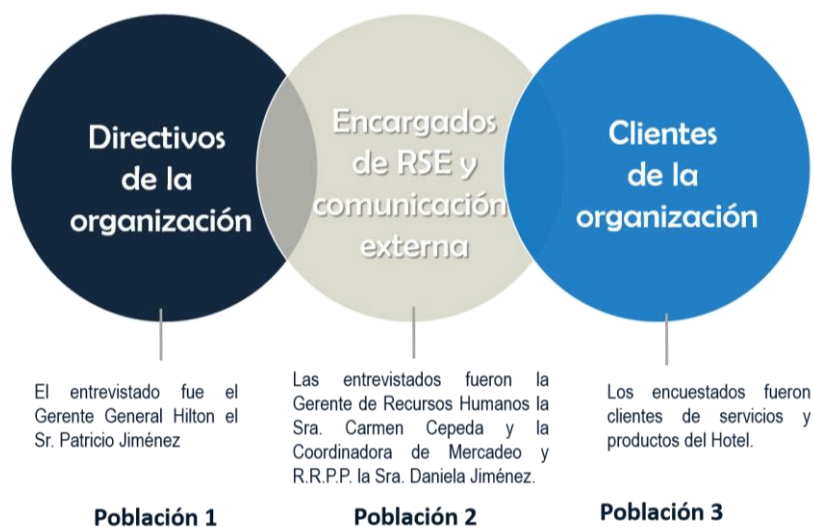 Directivos
de la
organización
Encargados
de RSE y
comunicación
externa
Clientes
de la
organización
El entrevistado fue el
Gerente General Hilton el
Sr. Patricio Jiménez
Las entrevistados fueron la
Gerente de Recursos Humanos la
Sra. Carmen Cepeda y la
Coordinadora de Mercadeo y
R.R.P.P. la Sra. Daniela Jiménez.
Los encuestados fueron
clientes de servicios y
productos del Hotel.
Población 1
Población 2
Población 3